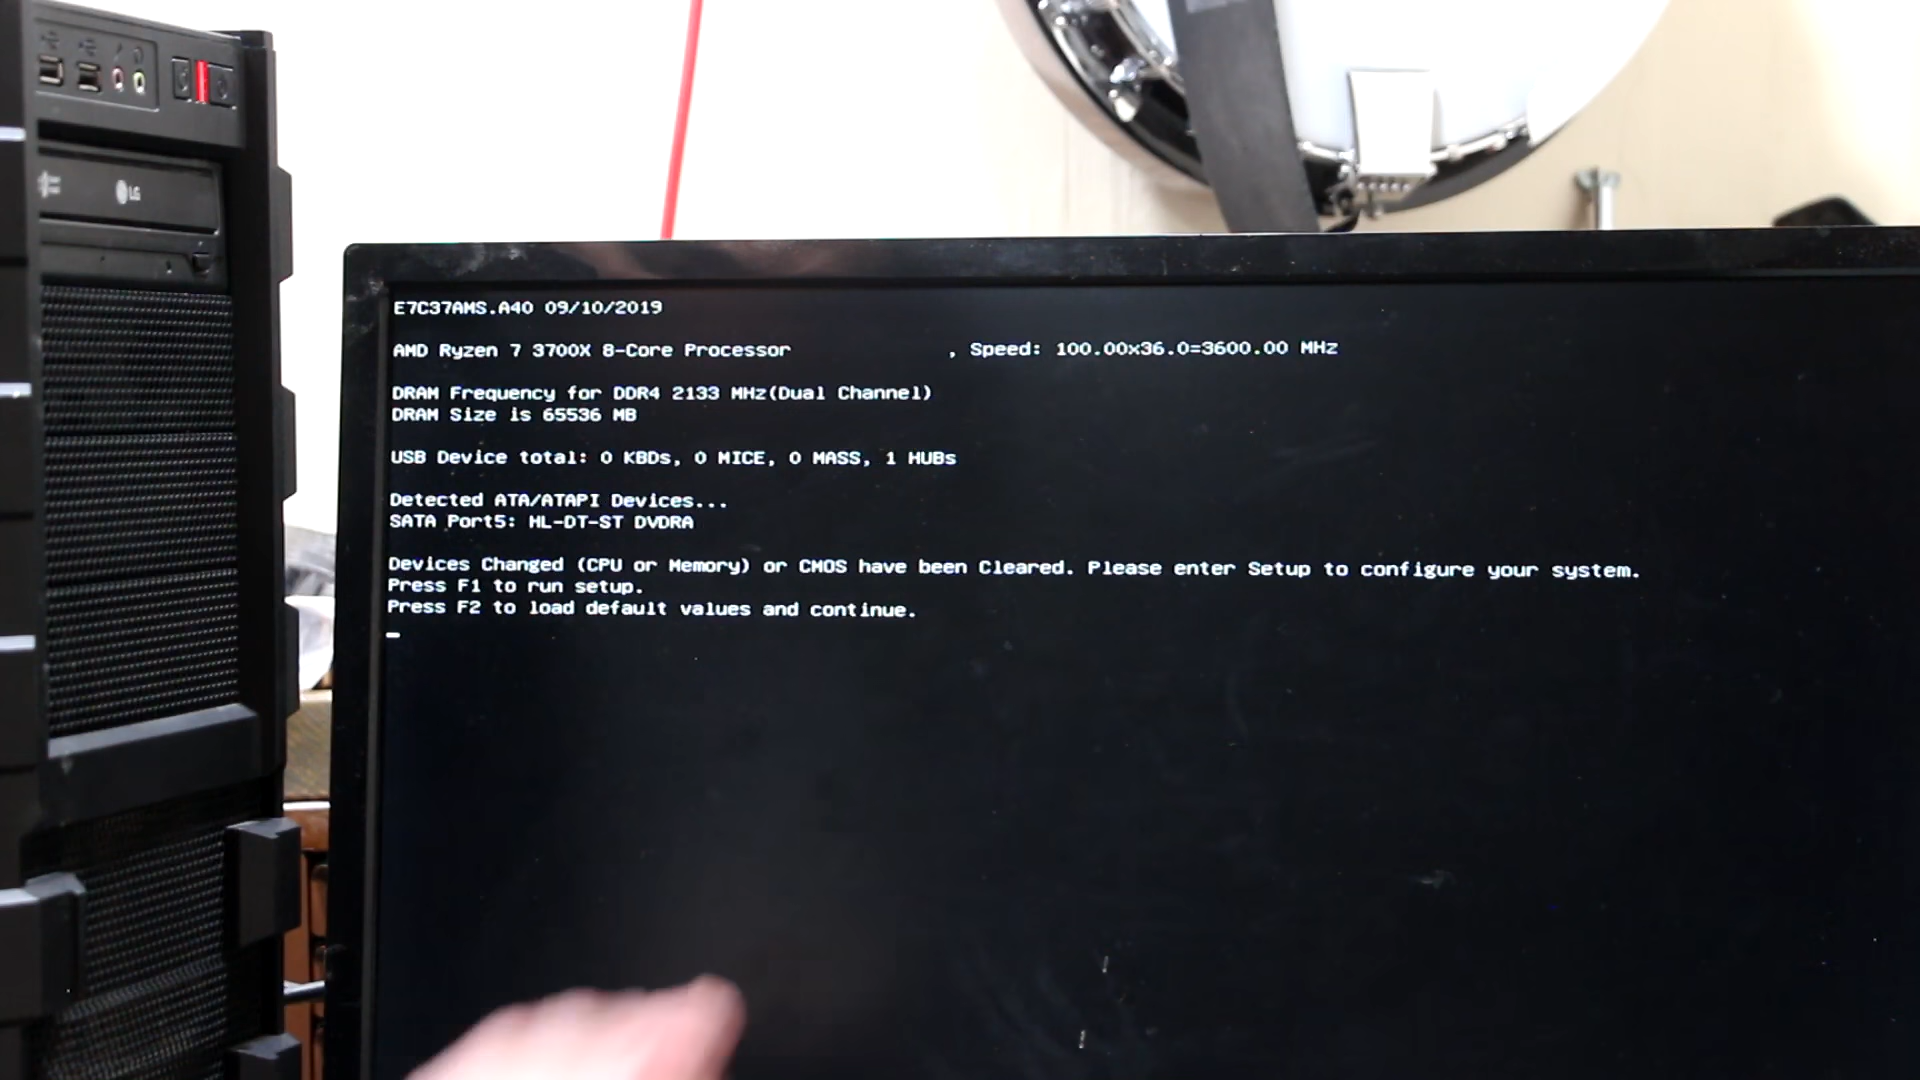 LG
E7C37AMS.A40 09/10/2019
AMD Ryzen 7 3700X 8-Core Processor , Speed: 100.00x36.0=3600.00 MHz
DRAM Frequency for DDR4 2133 MHz(Dual Channel)
DRAM Size is 65536 MB
USB Device total: 0 KBDs, 0 MICE, 0 MASS, 1 HUBs
Detected ATA/ATAPI Devices...
SATA Port5: HL-DT-ST DVDRA
Devices Changed (CPU or Memory) or CMOS have been Cleared. Please enter Setup to configure your system.
Press F1 to run setup.
Press F2 to load default values and continue.